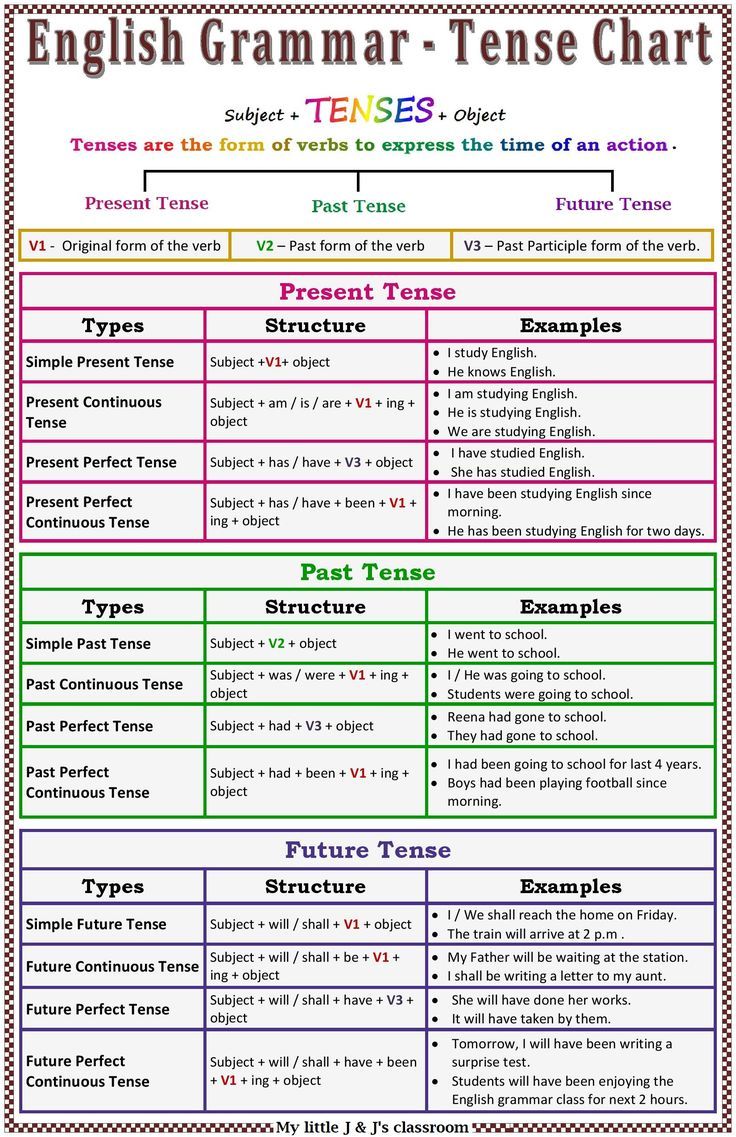 English Grammar - Tense Chart
Subject + TENSES + Object
Tenses are the form of verbs to express the time of an action .
Present Tense
Past Tense
Future Tense
V1 - Original form of the verb
V2 – Past form of the verb
V3 – Past Participle form of the verb.
Present Tense
Types
Structure
Examples
Simple Present Tense
Subject +V1+ object
• I study English.
• He knows English.
Present Continuous
Tense
Subject + am / is / are + V1 + ing +
object
• I am studying English.
• He is studying English.
• We are studying English.
Present Perfect Tense
Subject + has / have + V3 + object
• I have studied English.
• She has studied English.
Present Perfect
Continuous Tense
Subject + has / have + been + V1 +
ing + object
• I have been studying English since
morning.
• He has been studying English for two days.
Past Tense
Types
Structure
Examples
Simple Past Tense
Subject + V2 + object
• I went to school.
• He went to school.
Past Continuous Tense
Subject + was / were + V1 + ing +
object
• I / He was going to school.
• Students were going to school.
Past Perfect Tense
Subject + had + V3 + object
• Reena had gone to school.
• They had gone to school.
Past Perfect
Continuous Tense
Subject + had + been + V1 + ing +
object
• I had been going to school for last 4 years.
• Boys had been playing football since
morning.
Future Tense
Types
Structure
Examples
Simple Future Tense
Subject + will / shall + V1 + object
• I / We shall reach the home on Friday.
• The train will arrive at 2 p.m .
Future Continuous Tense
Subject + will / shall + be + V1 +
ing + object
• My Father will be waiting at the station.
• I shall be writing a letter to my aunt.
Future Perfect Tense
Subject + will / shall + have + V3 +
object
• She will have done her works.
• It will have taken by them.
Future Perfect
Continuous Tense
Subject + will / shall + have + been
+ V1 + ing + object
• Tomorrow, I will have been writing a
surprise test.
• Students will have been enjoying the
English grammar class for next 2 hours.
My little J & J's classroom